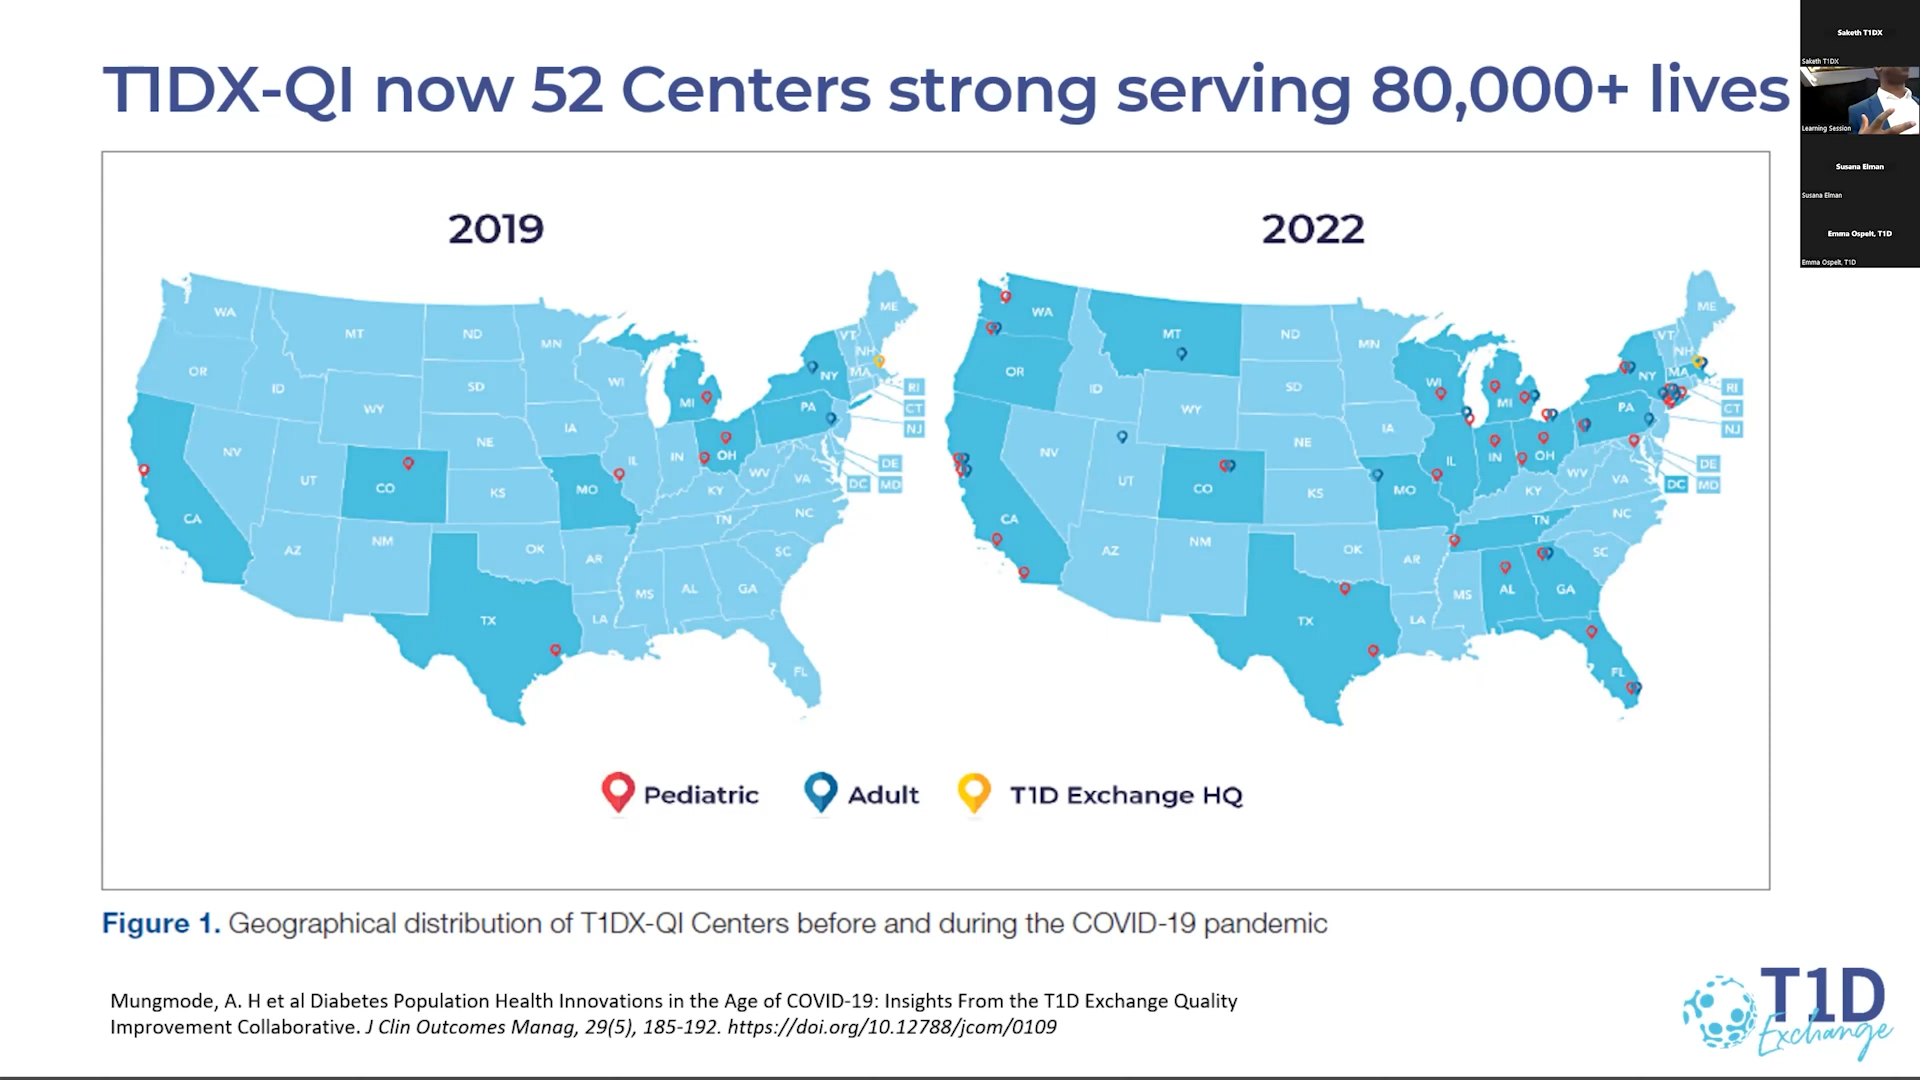 T1DX-QI now 52 Centers strong serving 80,000+ lives
Saketh T1DX
Saketh T1DX
Learning Session
Susana Elman
Susana Elman
Emma Ospelt, T1D
Emma Ospelt, T1D
2019
WA
MT
ND
MN
OR
ID
SD
WI
WY
MI
NY
VT
NH
ME
MA
RI
CT
NJ
PA
IA
NE
NV
UT
CO
IL
IN
OH
DE
DC
MD
WV
VA
KS
MO
KY
CA
TN
NC
AZ
NM
OK
AR
SC
MS
AL
GA
TX
LA
FL
2022
WA
MT
ND
MN
OR
ID
SD
WI
WY
MI
NY
VT
NH
ME
MA
RI
CT
NJ
PA
IA
NE
NV
UT
CO
IL
IN
OH
DE
DC
MD
WV
VA
KS
MO
KY
CA
TN
NC
AZ
NM
OK
AR
SC
MS
AL
GA
TX
LA
FL
Pediatric
Adult
T1D Exchange HQ
Figure 1. Geographical distribution of T1DX-QI Centers before and during the COVID-19 pandemic
Mungmode, A. H et al Diabetes Population Health Innovations in the Age of COVID-19: Insights From the T1D Exchange Quality
Improvement Collaborative. J Clin Outcomes Manag, 29(5), 185-192. https://doi.org/10.12788/jcom/0109
T1D
Exchange